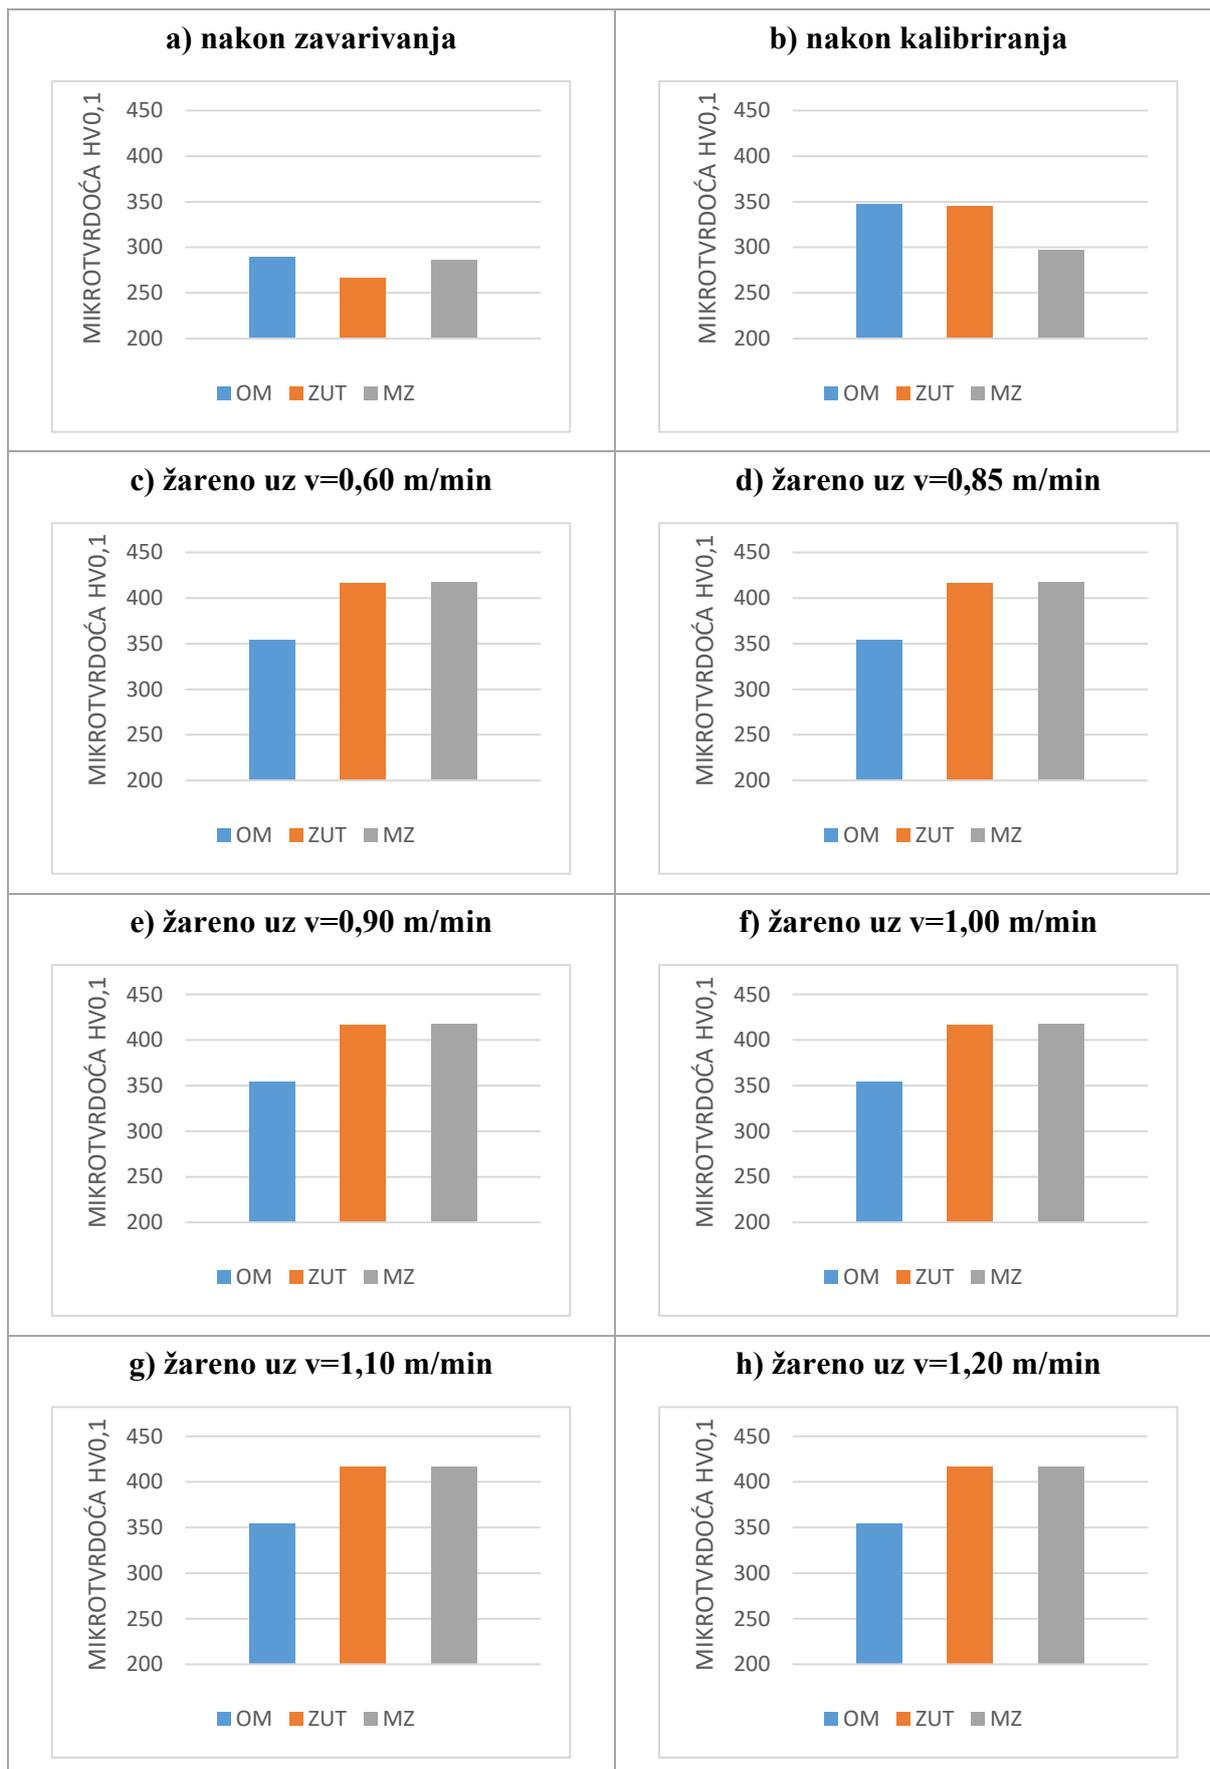 a) nakon zavarivanja
MIKROTVRDOĆA HV0,1
450
400
350
300
250
200
OM ZUT MZ
b) nakon kalibriranja
MIKROTVRDOĆA HV0,1
450
400
350
300
250
200
OM ZUT MZ
c) žareno uz v=0,60 m/min
MIKROTVRDOĆA HV0,1
450
400
350
300
250
200
OM ZUT MZ
d) žareno uz v=0,85 m/min
MIKROTVRDOĆA HV0,1
450
400
350
300
250
200
OM ZUT MZ
e) žareno uz v=0,90 m/min
MIKROTVRDOĆA HV0,1
450
400
350
300
250
200
OM ZUT MZ
f) žareno uz v=1,00 m/min
MIKROTVRDOĆA HV0,1
450
400
350
300
250
200
OM ZUT MZ
g) žareno uz v=1,10 m/min
MIKROTVRDOĆA HV0,1
450
400
350
300
250
200
OM ZUT MZ
h) žareno uz v=1,20 m/min
MIKROTVRDOĆA HV0,1
450
400
350
300
250
200
OM ZUT MZ